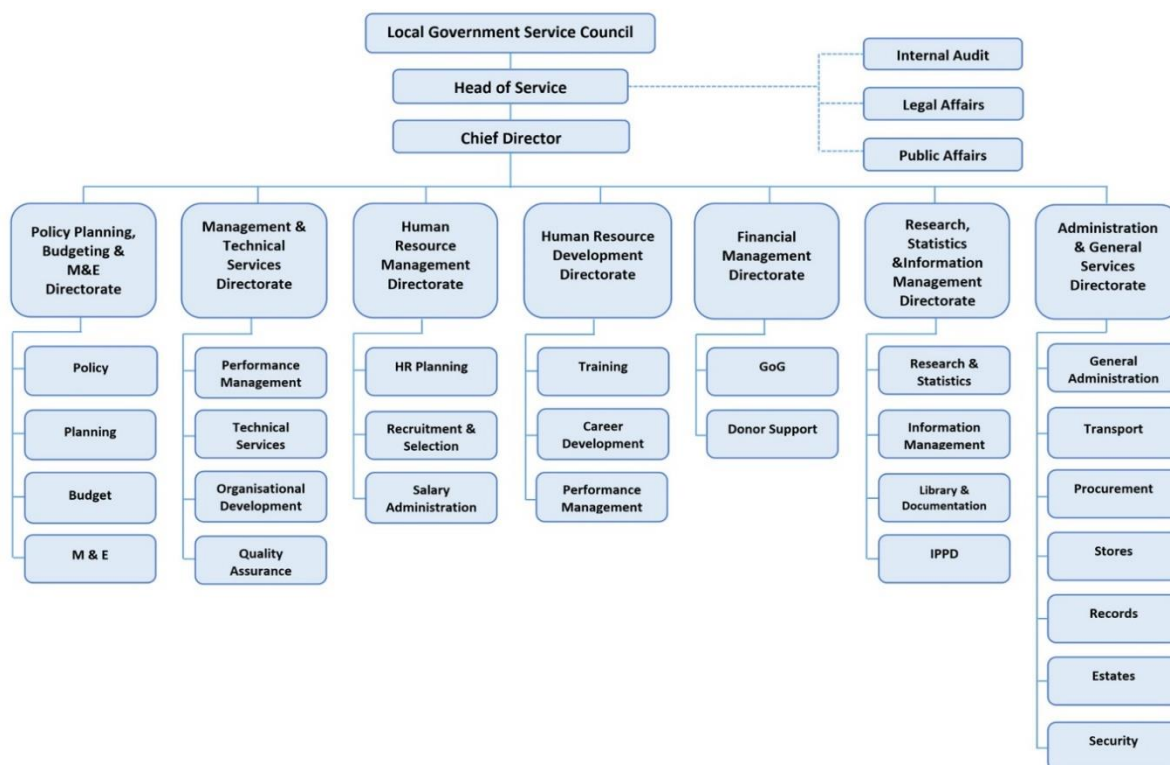 Local Government Service Council
Head of Service
Chief Director
Internal Audit
Legal Affairs
Public Affairs
Policy Planning,
Budgeting &
M&E
Directorate
Policy
Planning
Budget
M & E
Management &
Technical
Services
Directorate
Performance
Management
Technical
Services
Organisational
Development
Quality
Assurance
Human
Resource
Management
Directorate
HR Planning
Recruitment &
Selection
Salary
Administration
Human Resource
Development
Directorate
Training
Career
Development
Performance
Management
Financial
Management
Directorate
GoG
Donor Support
Research,
Statistics
&Information
Management
Directorate
Research &
Statistics
Information
Management
Library &
Documentation
IPPD
Administration
& General
Services
Directorate
General
Administration
Transport
Procurement
Stores
Records
Estates
Security